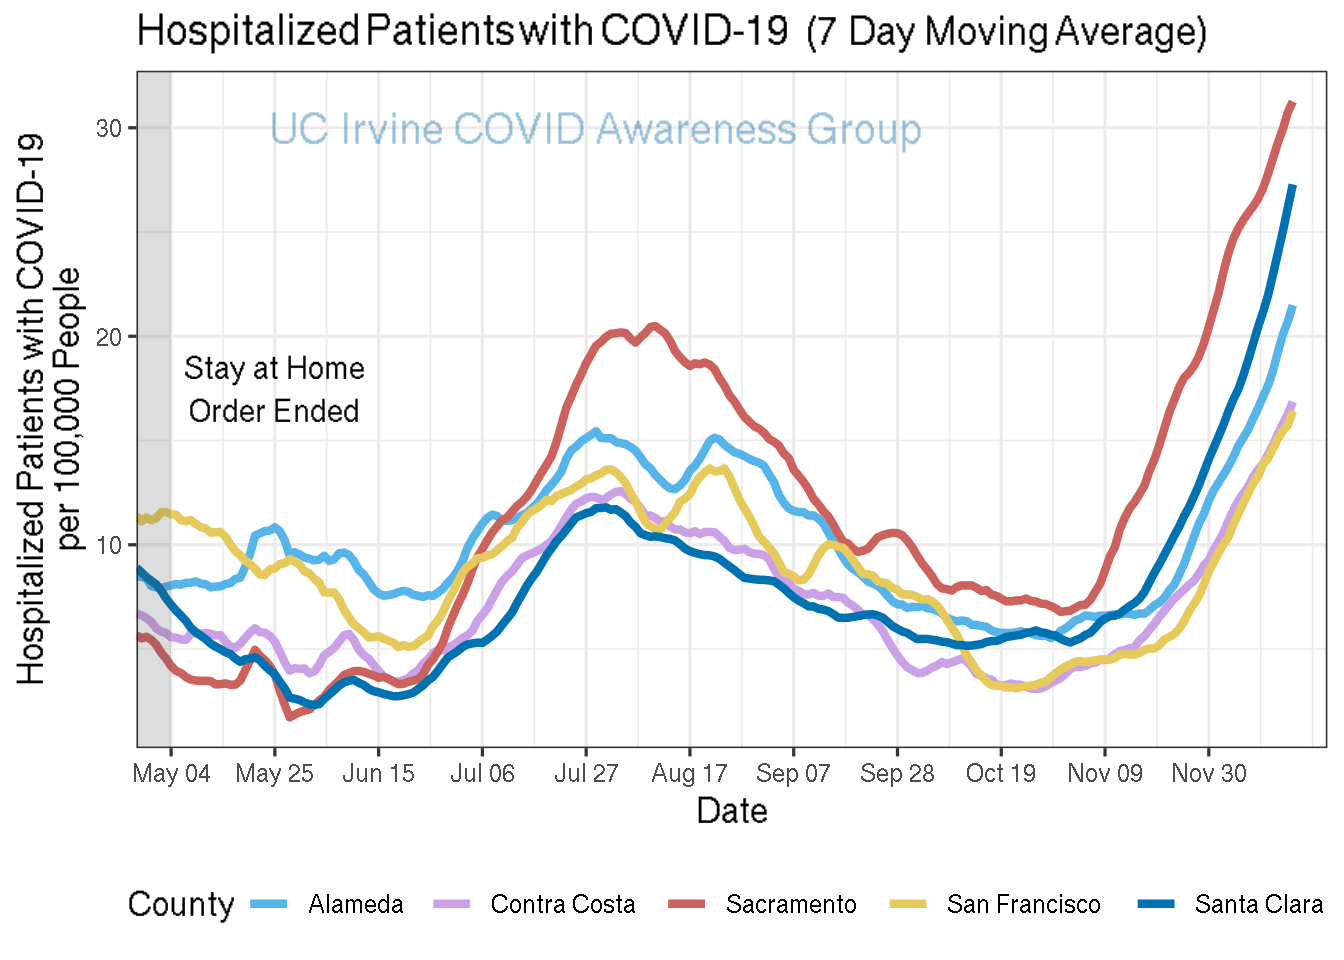 Hospitalized Patients with COVID-19 (7 Day Moving Average)
UC Irvine COVID Awareness Group
Hospitalized Patients with COVID-19
per 100,000 People
30
20
10
Stay at Home
Order Ended
May 04 May 25 Jun 15 Jul 06 Jul 27 Aug 17 Sep 07 Sep 28 Oct 19 Nov 09 Nov 30
Date
County Alameda Contra Costa Sacramento San Francisco Santa Clara